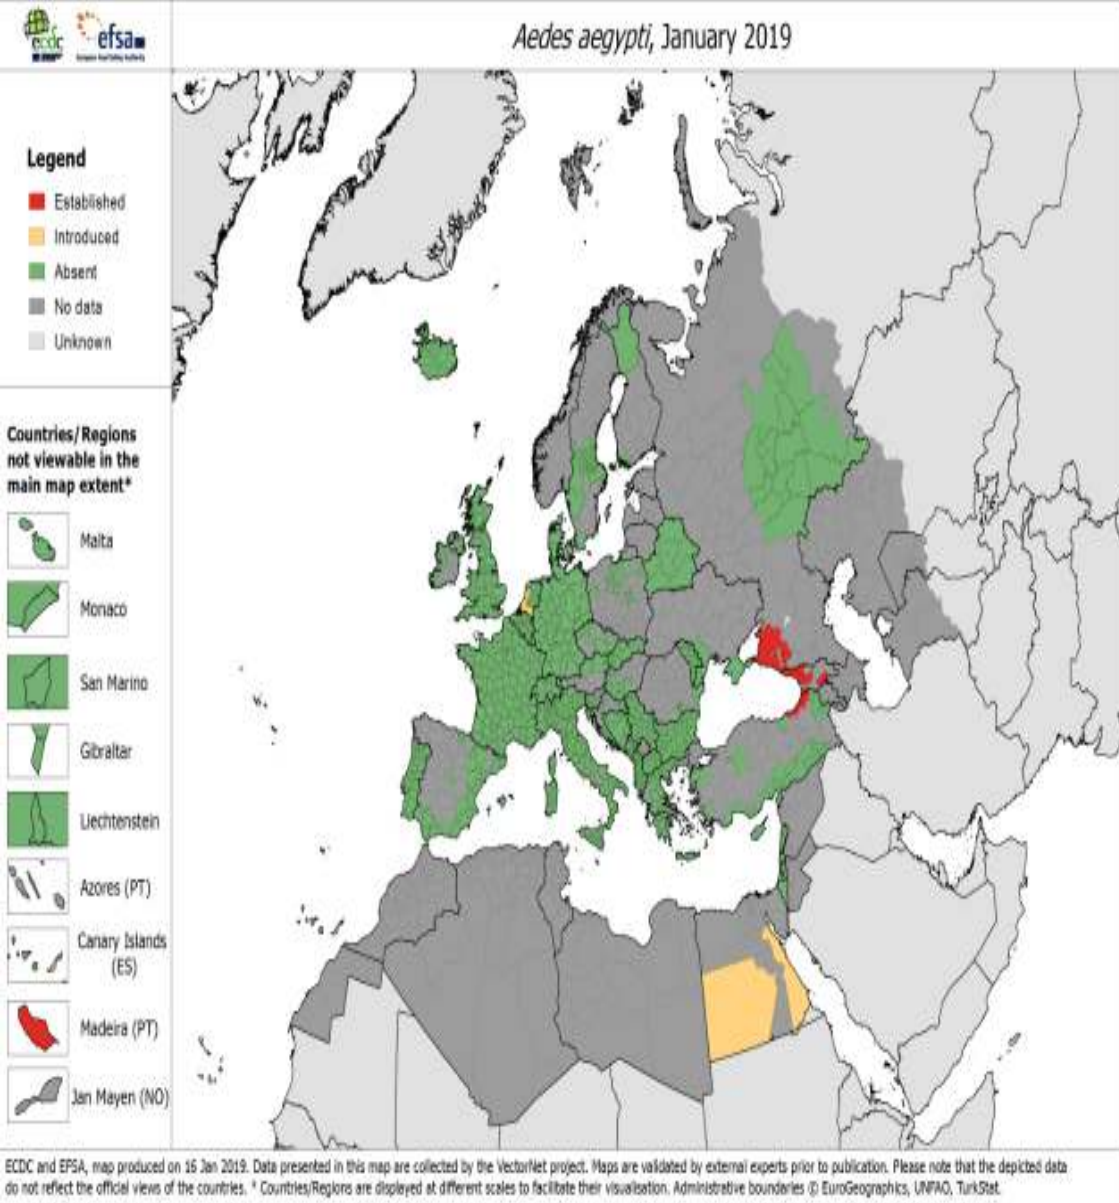 ecdc
efsa
European Food Safety Authority
Aedes aegypti, January 2019
Legend
Established
Introduced
Absent
No data
Unknown
Countries/Regions
not viewable in the
main map extent*
Malta
Monaco
San Marino
Gibraltar
Liechtenstein
Azores (PT)
Canary Islands
(ES)
Madeira (PT)
Jan Mayen (NO)
ECDC and EFSA, map produced on 16 Jan 2019. Data presented in this map are collected by the VectorNet project. Maps are validated by external experts prior to publication. Please note that the depicted data
do not reflect the official views of the countries. * Countries/Regions are displayed at different scales to facilitate their visualisation. Administrative boundaries © EuroGeographics, UNFAO, TurkStat.